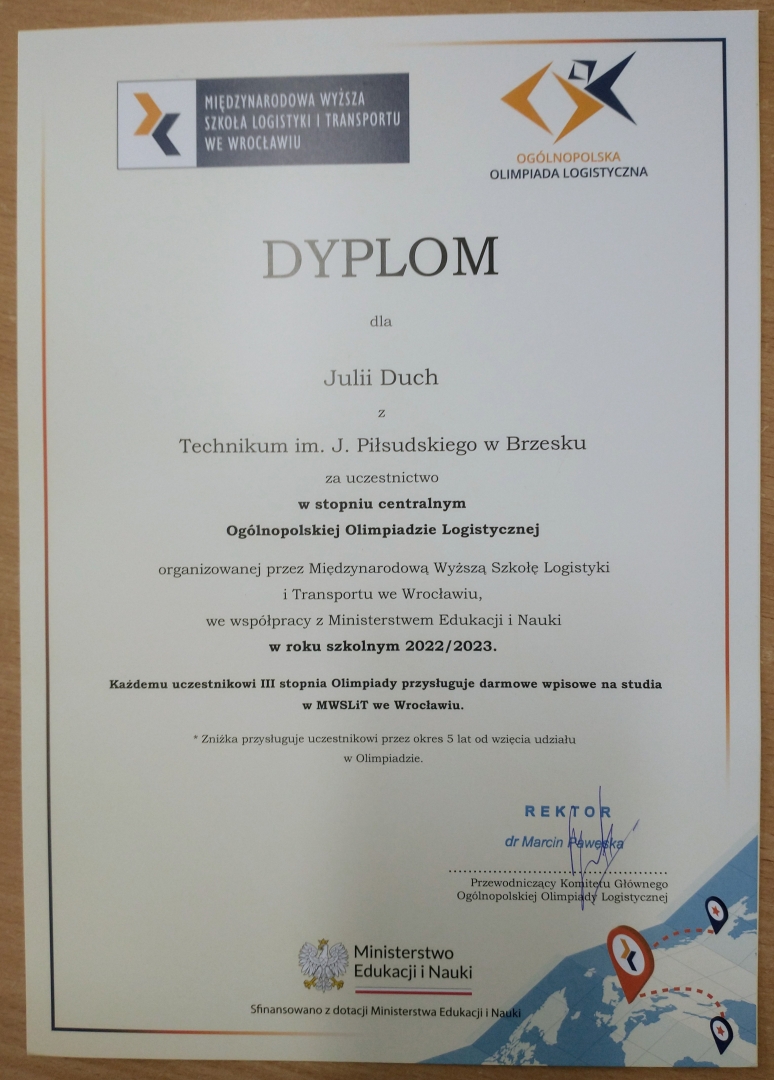 MIĘDZYNARODOWA WYŻSZA
SZKOŁA LOGISTYKI I TRANSPORTU
WE WROCŁAWIU
OGÓLNOPOLSKA
OLIMPIADA LOGISTYCZNA
DYPLOM
dla
Julii Duch
z
Technikum im. J. Piłsudskiego w Brzesku
za uczestnictwo
w stopniu centralnym
Ogólnopolskiej Olimpiadzie Logistycznej
organizowanej przez Międzynarodową Wyższą Szkołę Logistyki
i Transportu we Wrocławiu,
we współpracy z Ministerstwem Edukacji i Nauki
w roku szkolnym 2022/2023.
Każdemu uczestnikowi III stopnia Olimpiady przysługuje darmowe wpisowe na studia
w MWSLiT we Wrocławiu.
* Zniżka przysługuje uczestnikowi przez okres 5 lat od wzięcia udziału
w Olimpiadzie.
REKTOR
dr Marcin Pawęska
Przewodniczący Komitetu Głównego
Ogólnopolskiej Olimpiady Logistycznej
Ministerstwo
Edukacji i Nauki
Sfinansowano z dotacji Ministerstwa Edukacji i Nauki